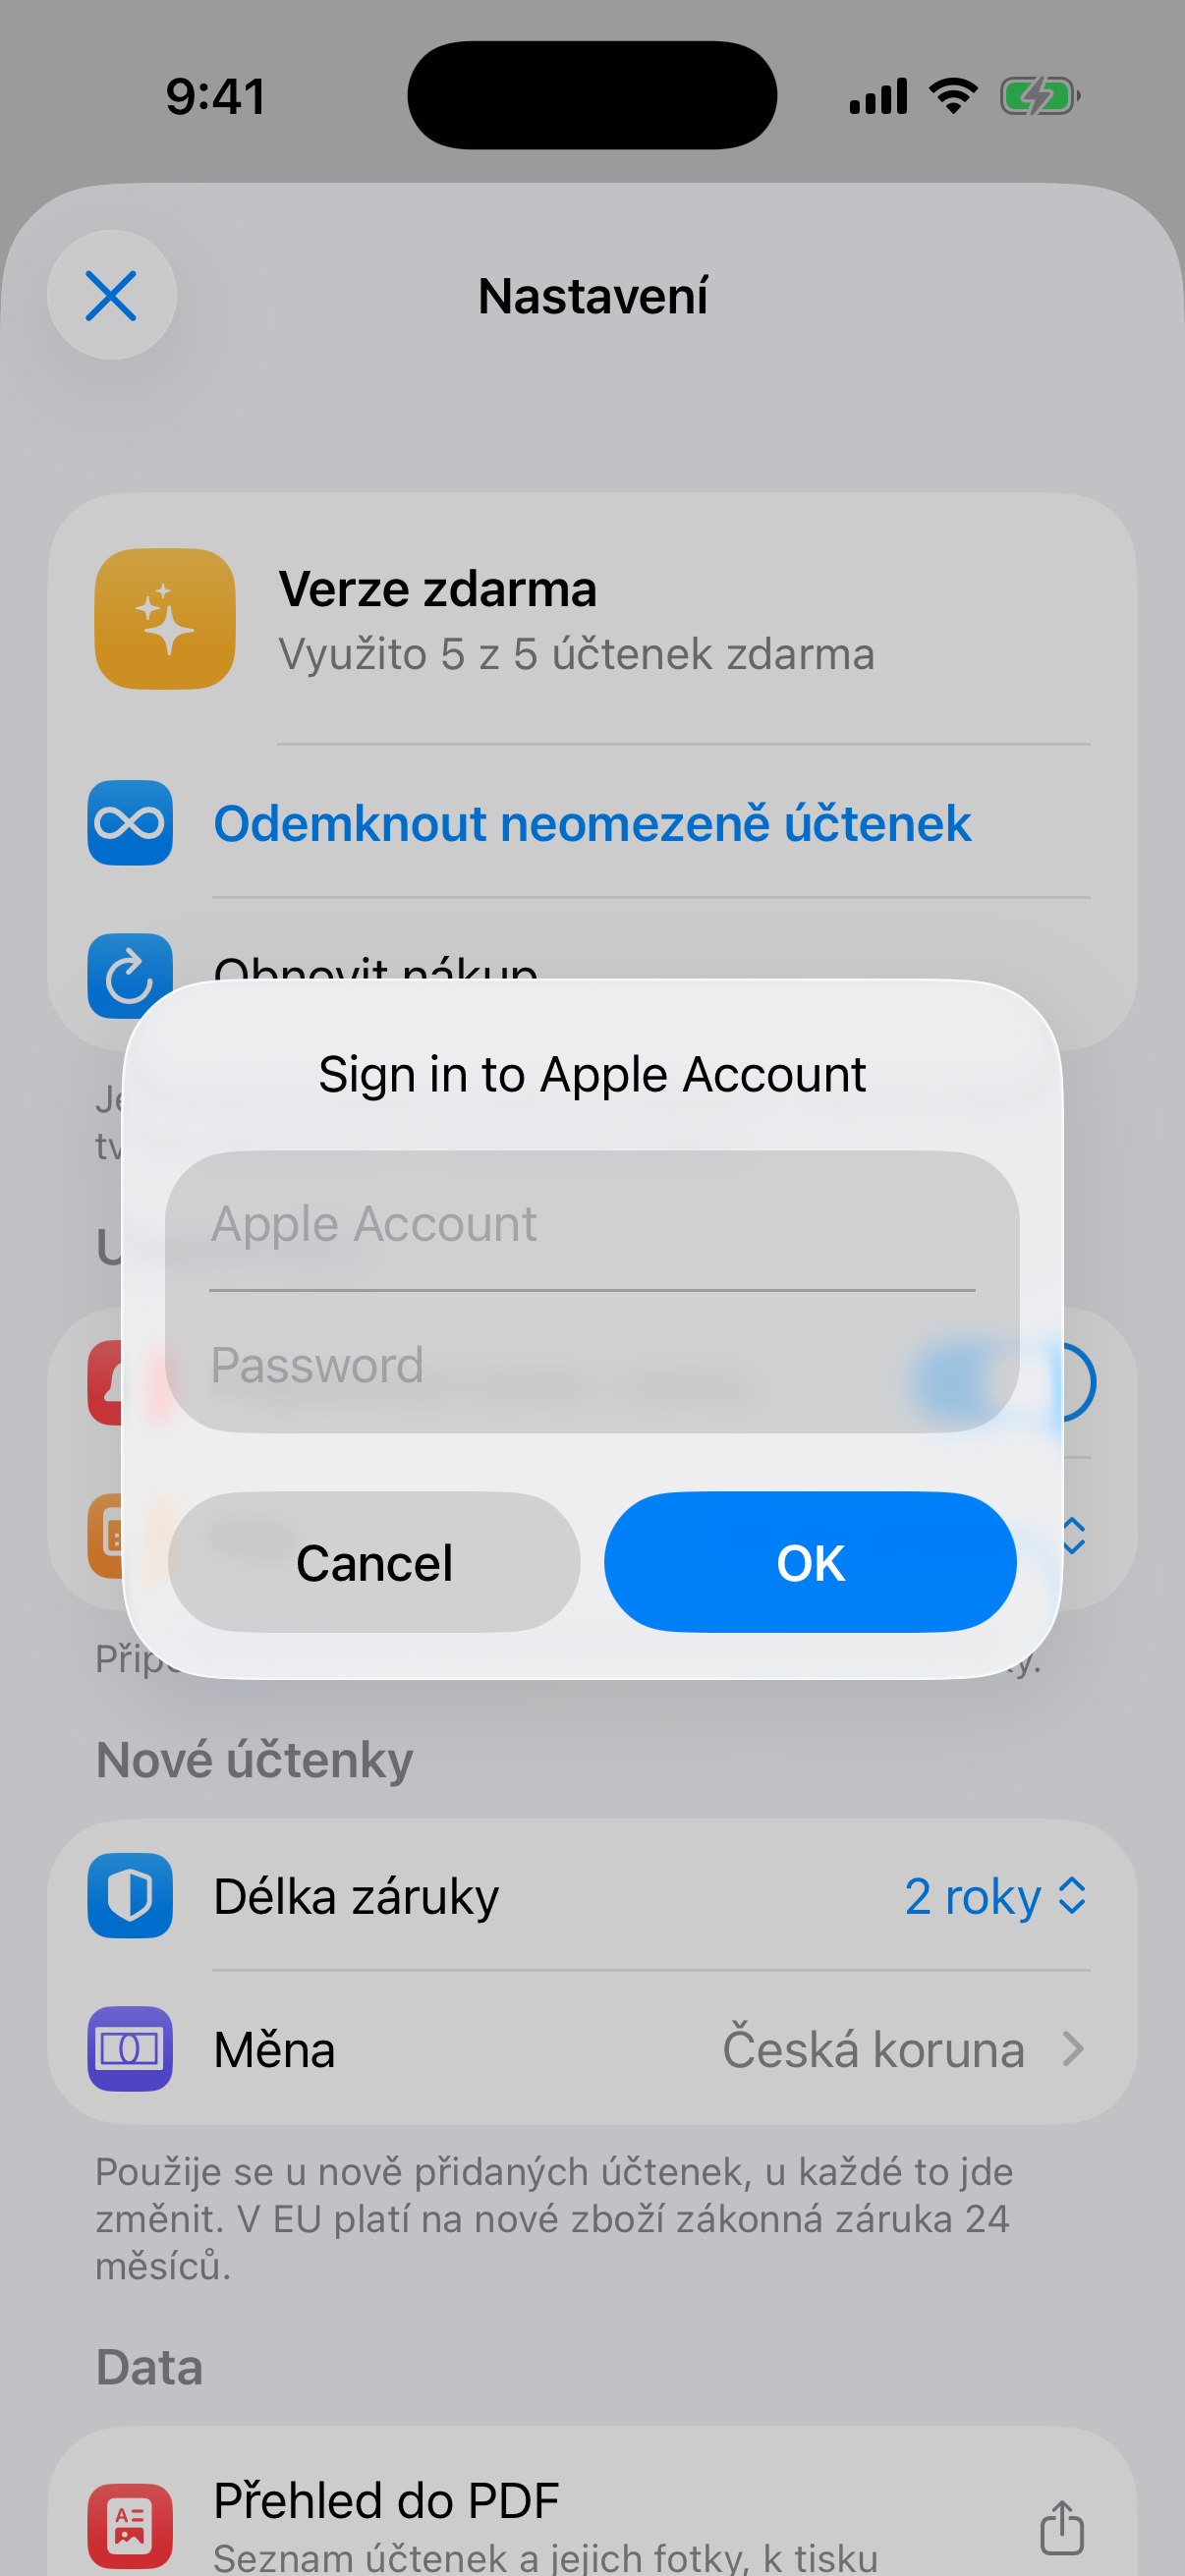 9:41
Nastavení
Verze zdarma
Využito 5 z 5 účtenek zdarma
Odemknout neomezeně účtenek
Obnovit nákup
Sign in to Apple Account
Apple Account
Password
Cancel
OK
Nové účtenky
Délka záruky
2 roky
Měna
Česká koruna
Použije se u nově přidaných účtenek, u každé to jde
změnit. V EU platí na nové zboží zákonná záruka 24
měsíců.
Data
Přehled do PDF
Seznam účtenek a jejich fotky, k tisku